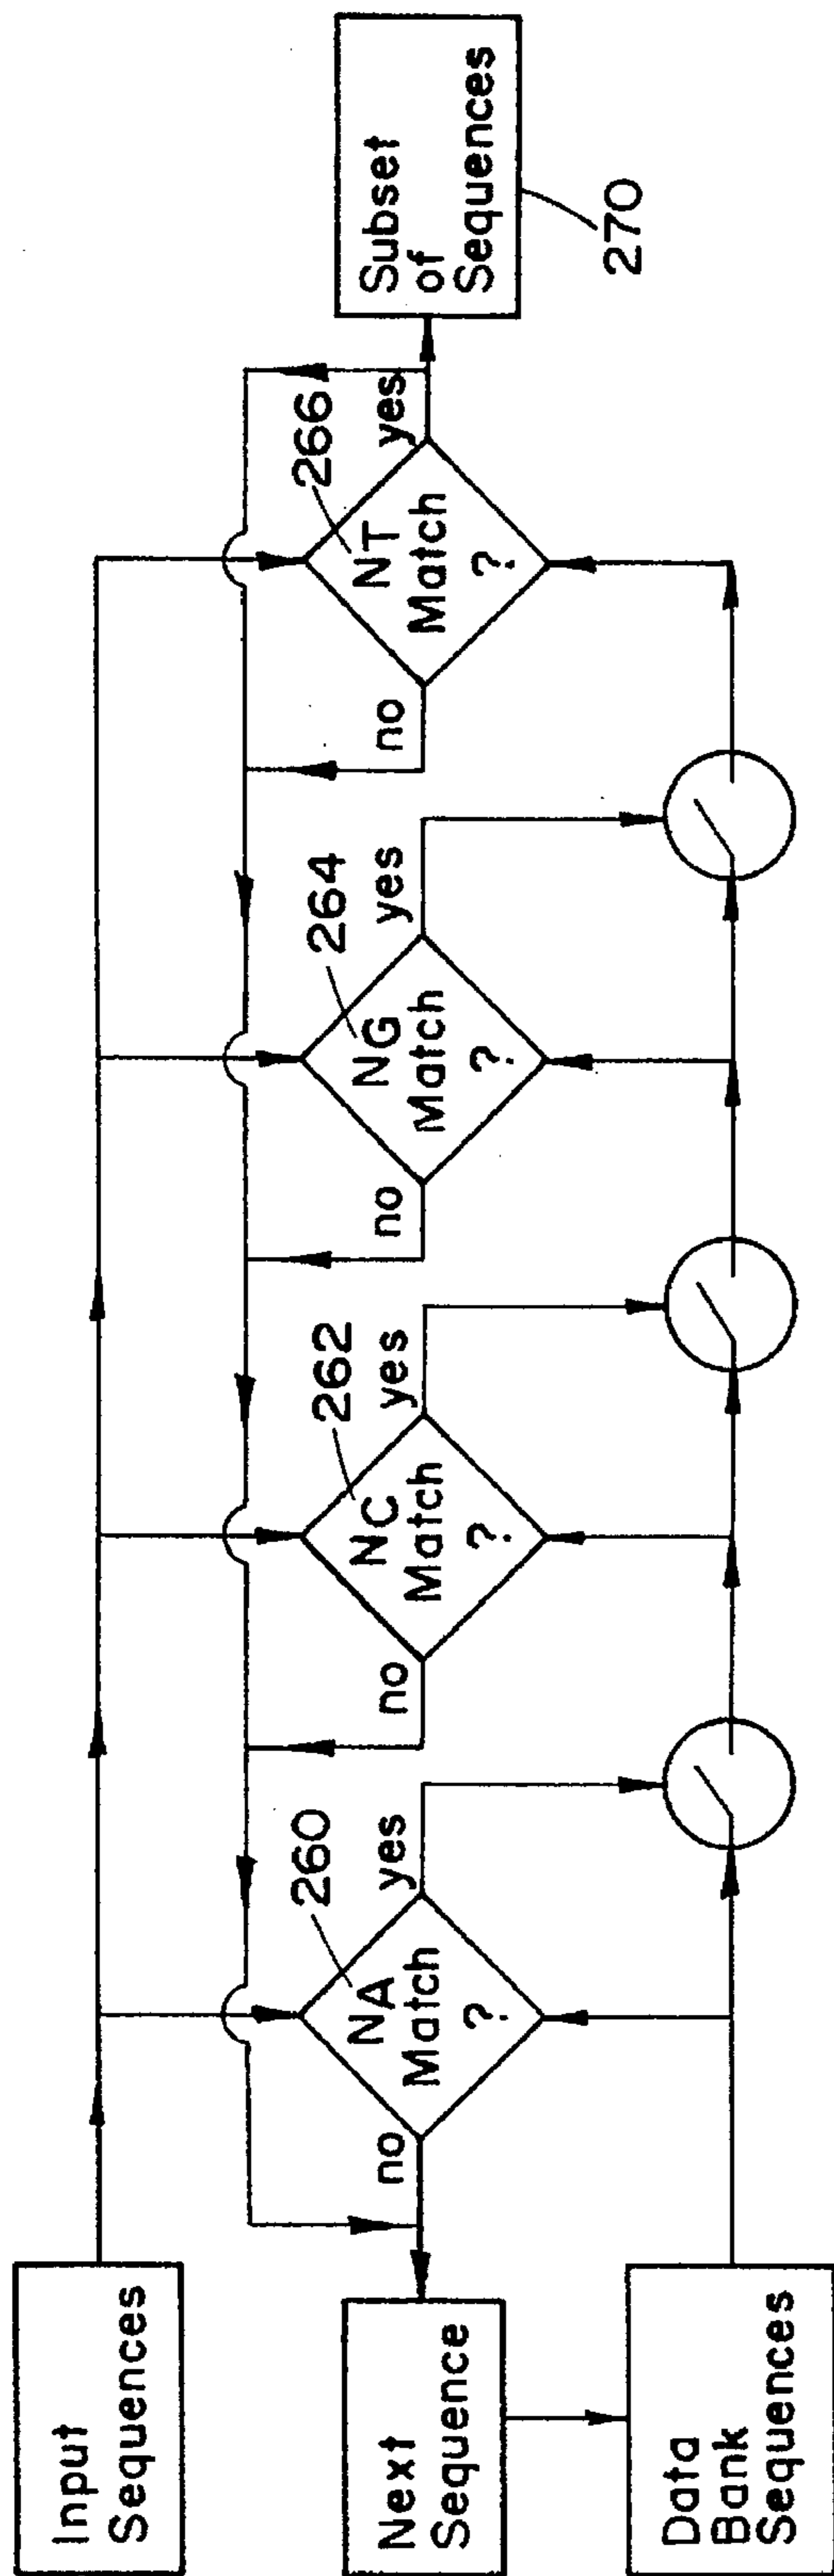 Input
Sequences
Next
Sequence
Data
Bank
Sequences
260
NA
Match
?
no
yes
262
NC
Match
?
no
yes
264
NG
Match
?
no
yes
266
NT
Match
?
no
yes
Subset
of
Sequences
270